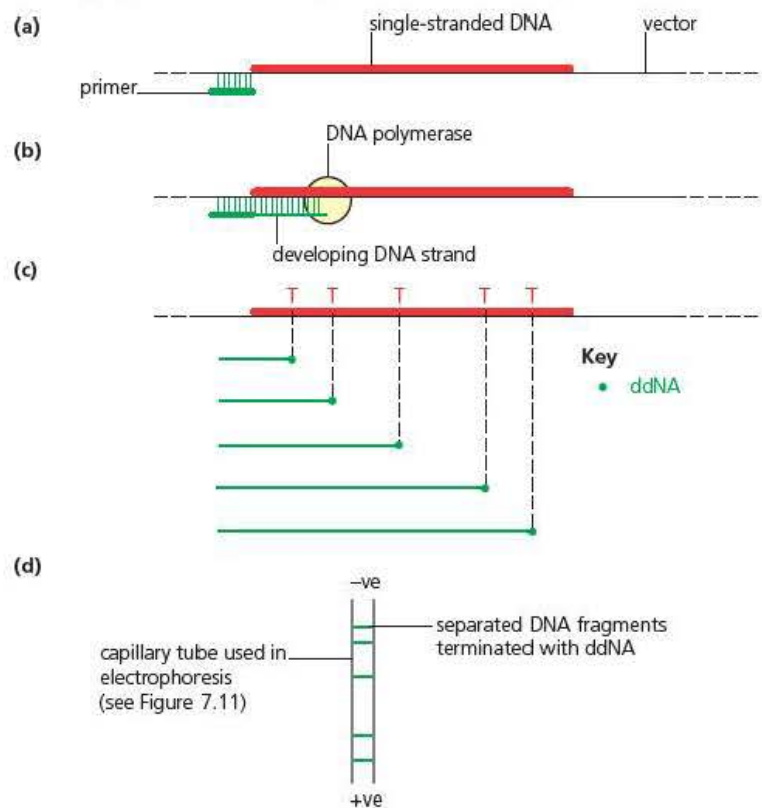 (a)
single-stranded DNA
vector
primer
(b)
DNA polymerase
developing DNA strand
(c)
T T T T T
Key
ddNA
(d)
–ve
capillary tube used in
electrophoresis
(see Figure 7.11)
separated DNA fragments
terminated with ddNA
+ve